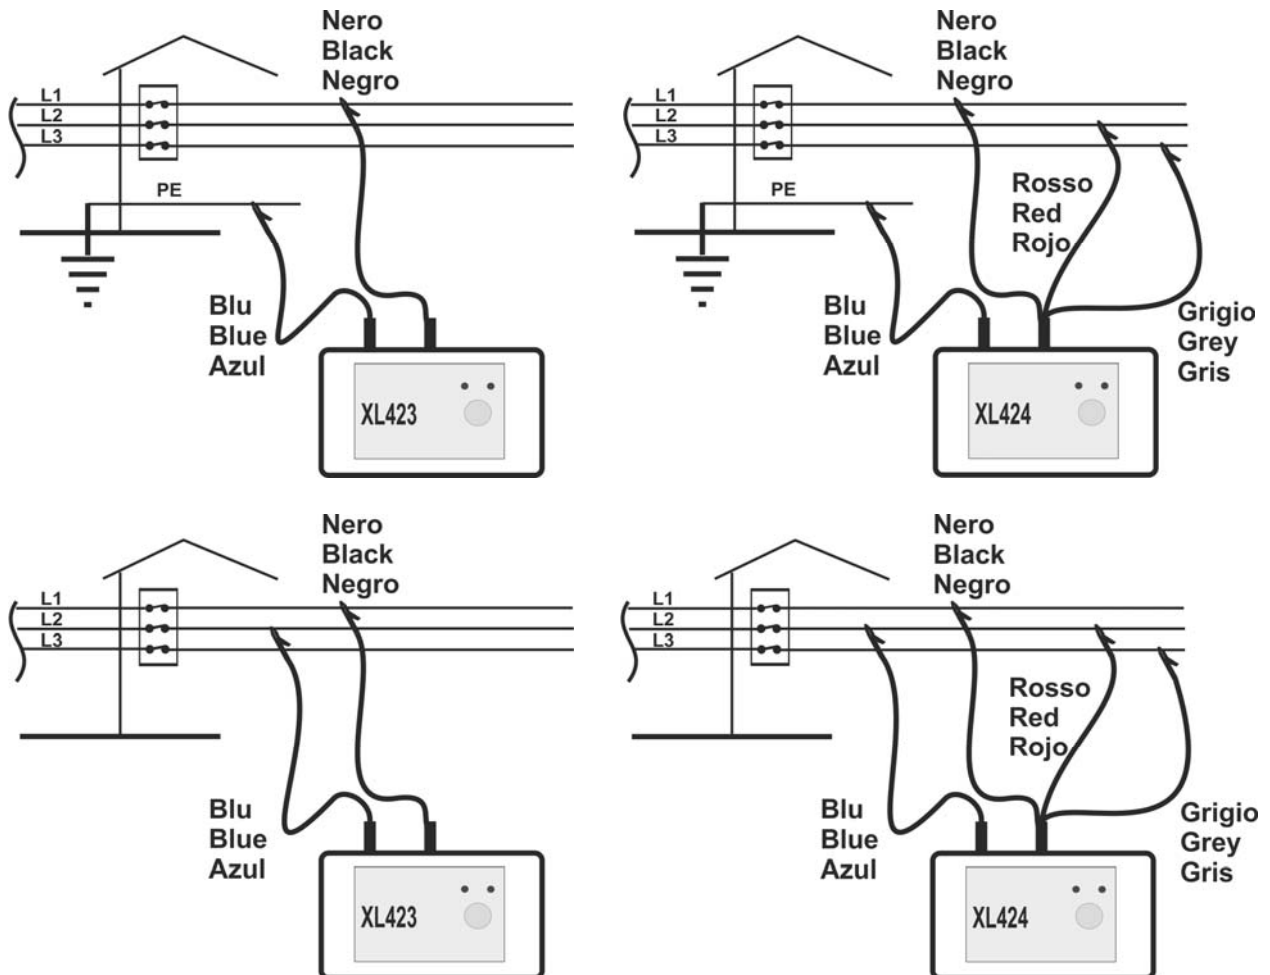 Nero
Black
Negro
L1
L2
L3
PE
Blu
Blue
Azul
XL423
Nero
Black
Negro
L1
L2
L3
PE
Rosso
Red
Rojo
Blu
Blue
Azul
Grigio
Grey
Gris
XL424
Nero
Black
Negro
L1
L2
L3
Blu
Blue
Azul
XL423
Nero
Black
Negro
L1
L2
L3
Rosso
Red
Rojo
Blu
Blue
Azul
Grigio
Grey
Gris
XL424